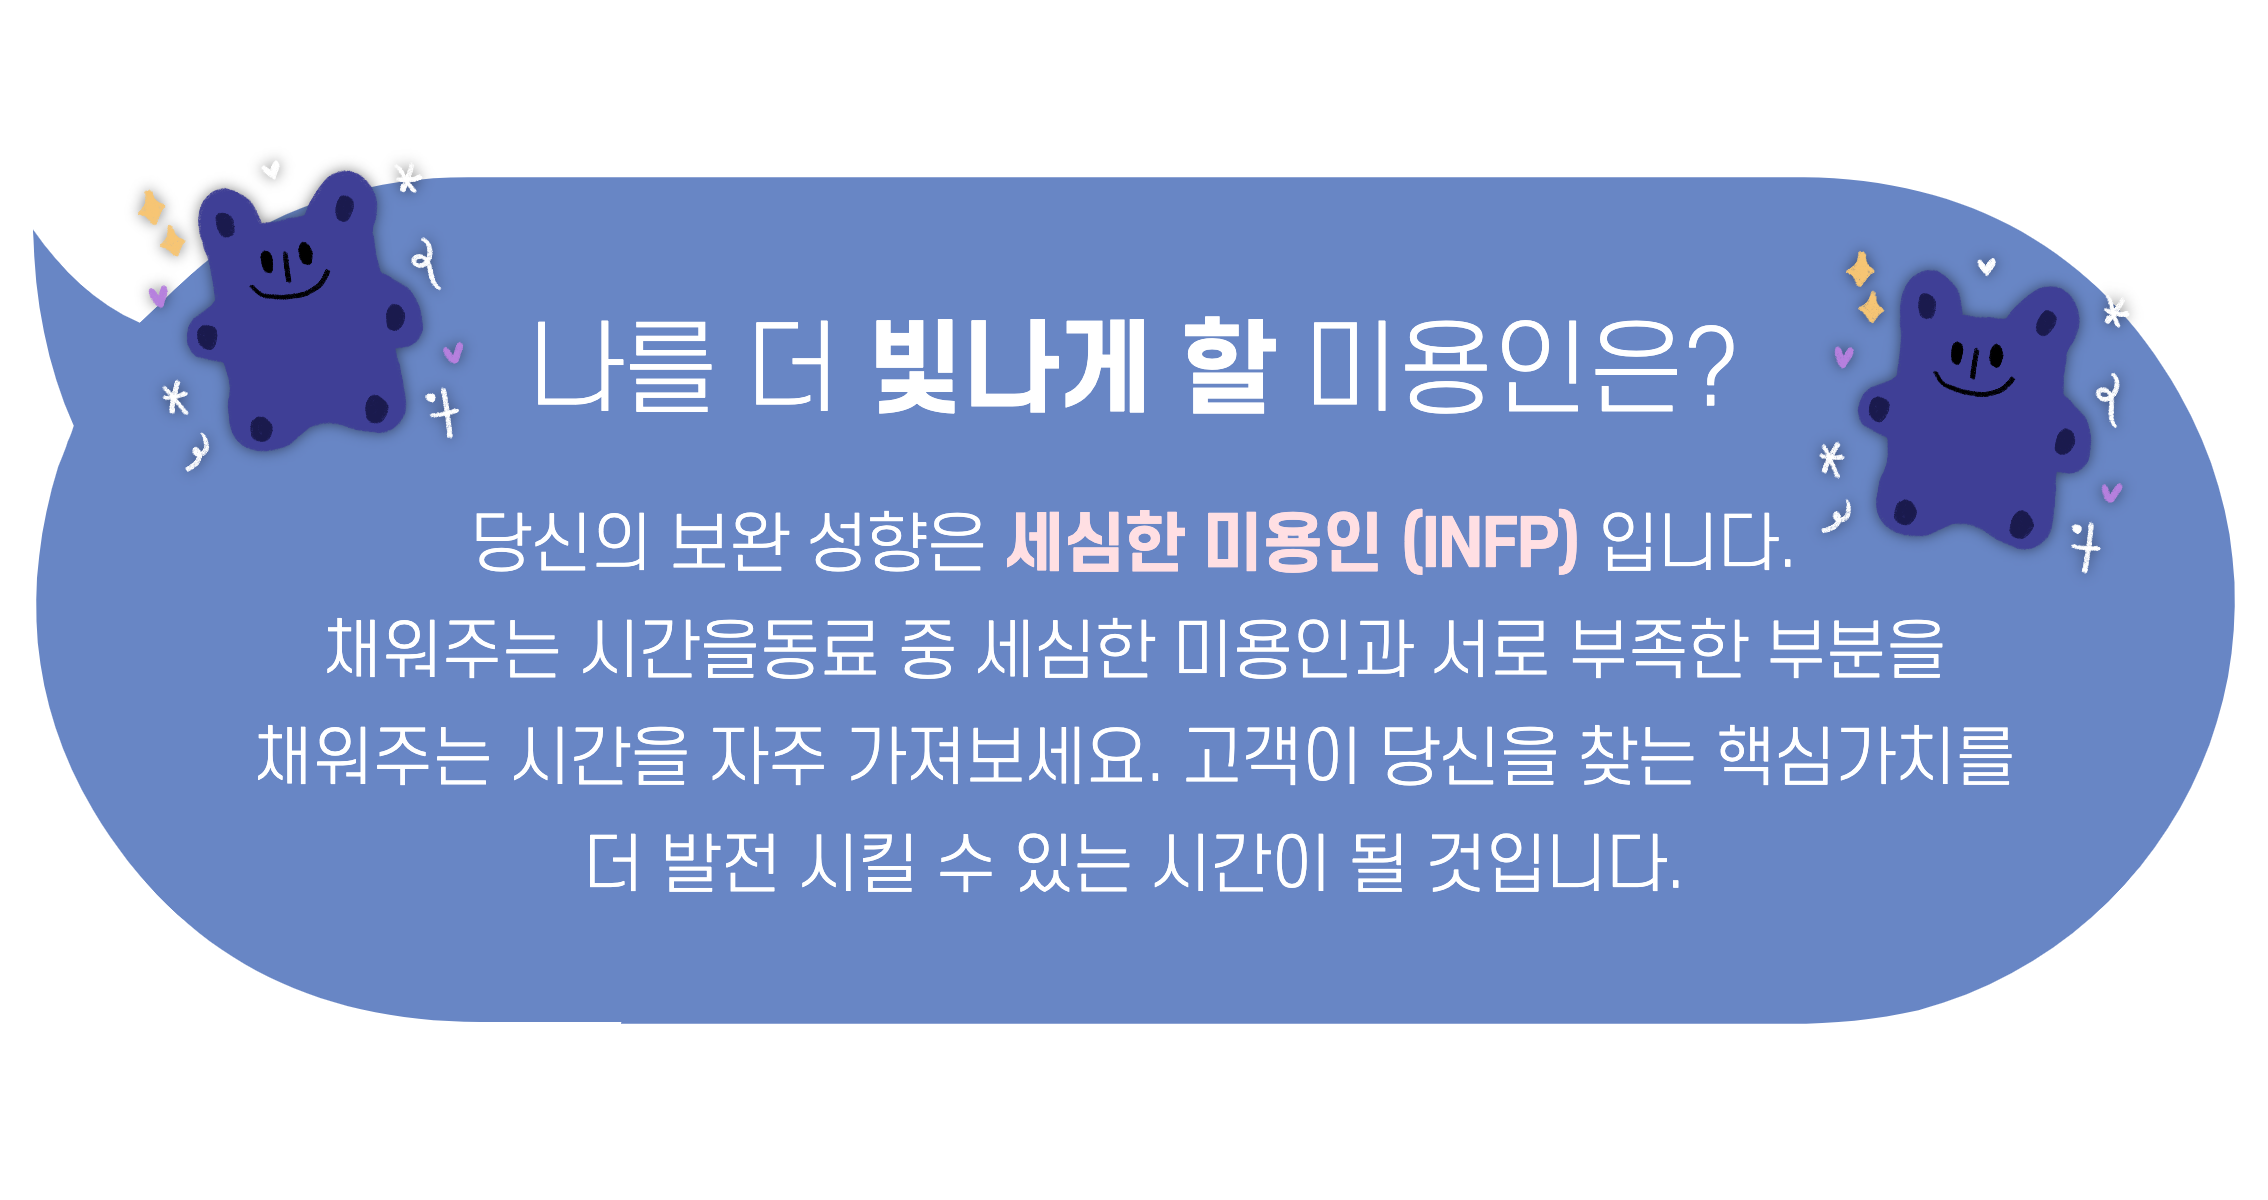 나를 더 빛나게 할 미용인은?
당신의 보완 성향은 세심한 미용인 (INFP) 입니다.
채워주는 시간을동료 중 세심한 미용인과 서로 부족한 부분을
채워주는 시간을 자주 가져보세요. 고객이 당신을 찾는 핵심가치를
더 발전 시킬 수 있는 시간이 될 것입니다.